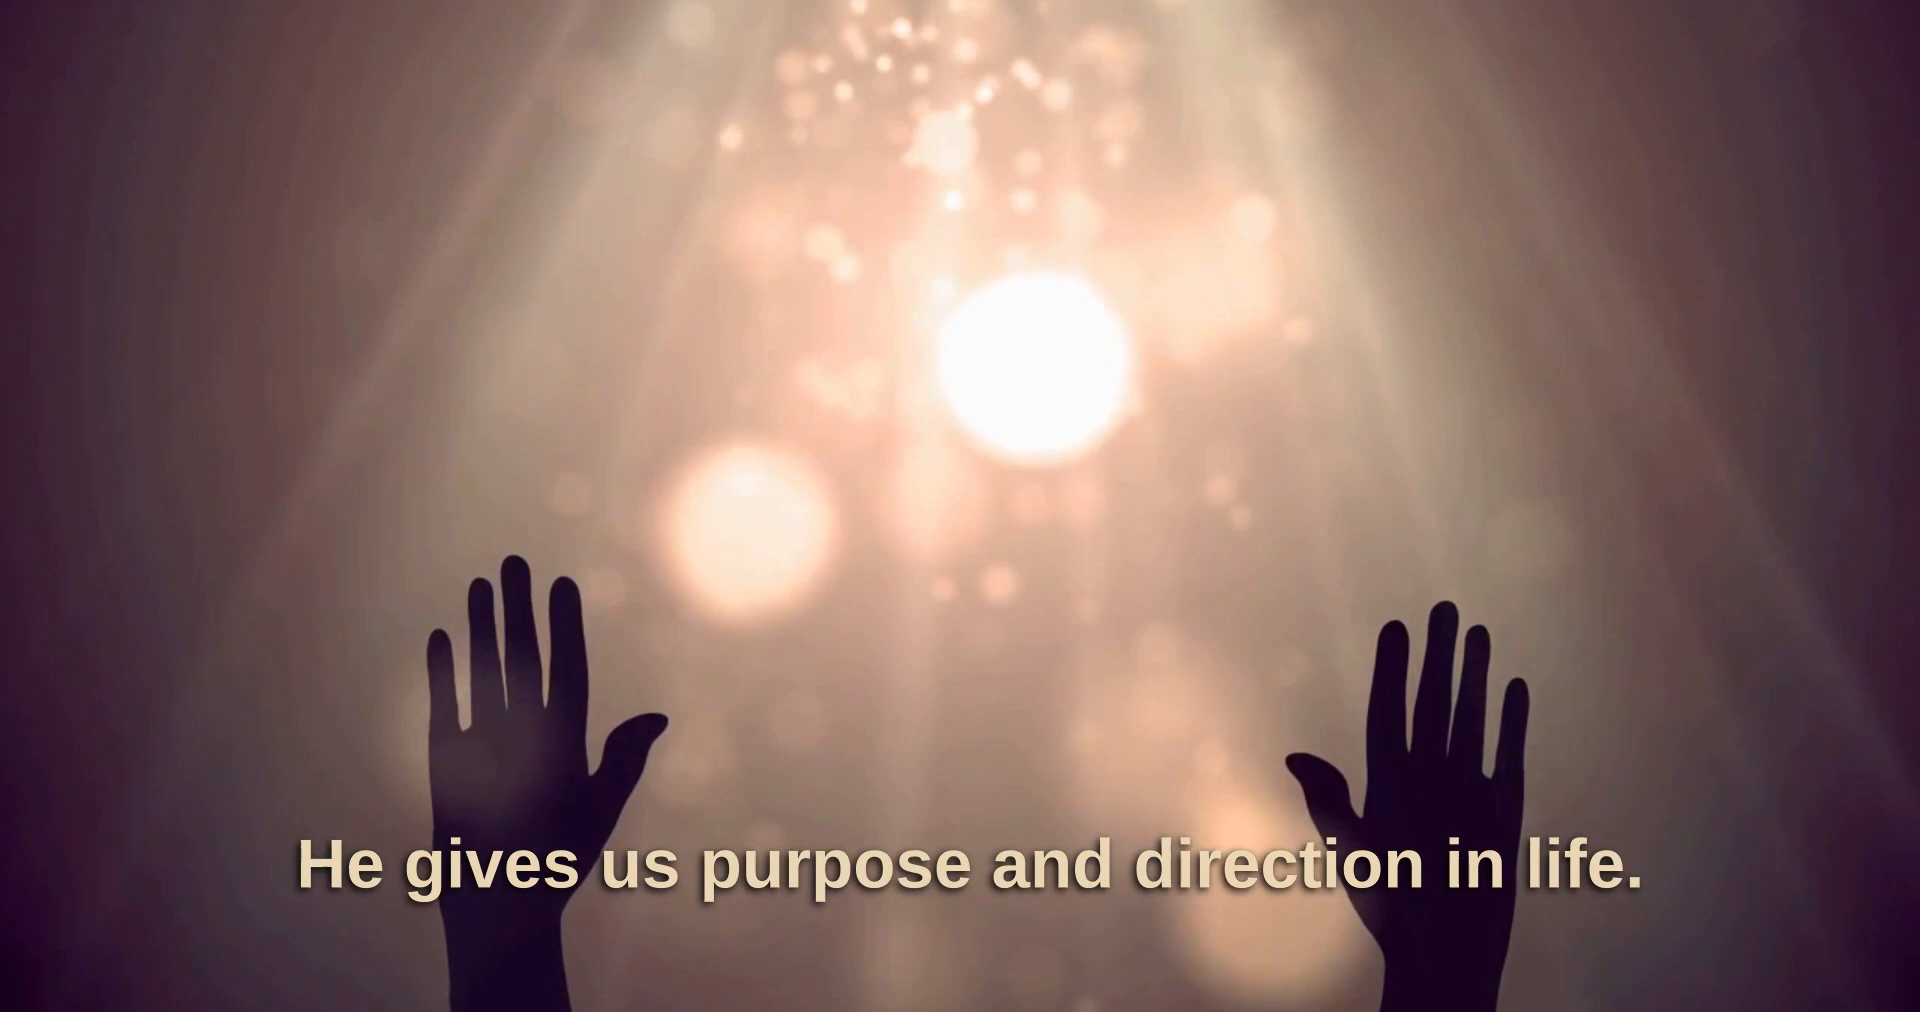 He gives us purpose and direction in life.